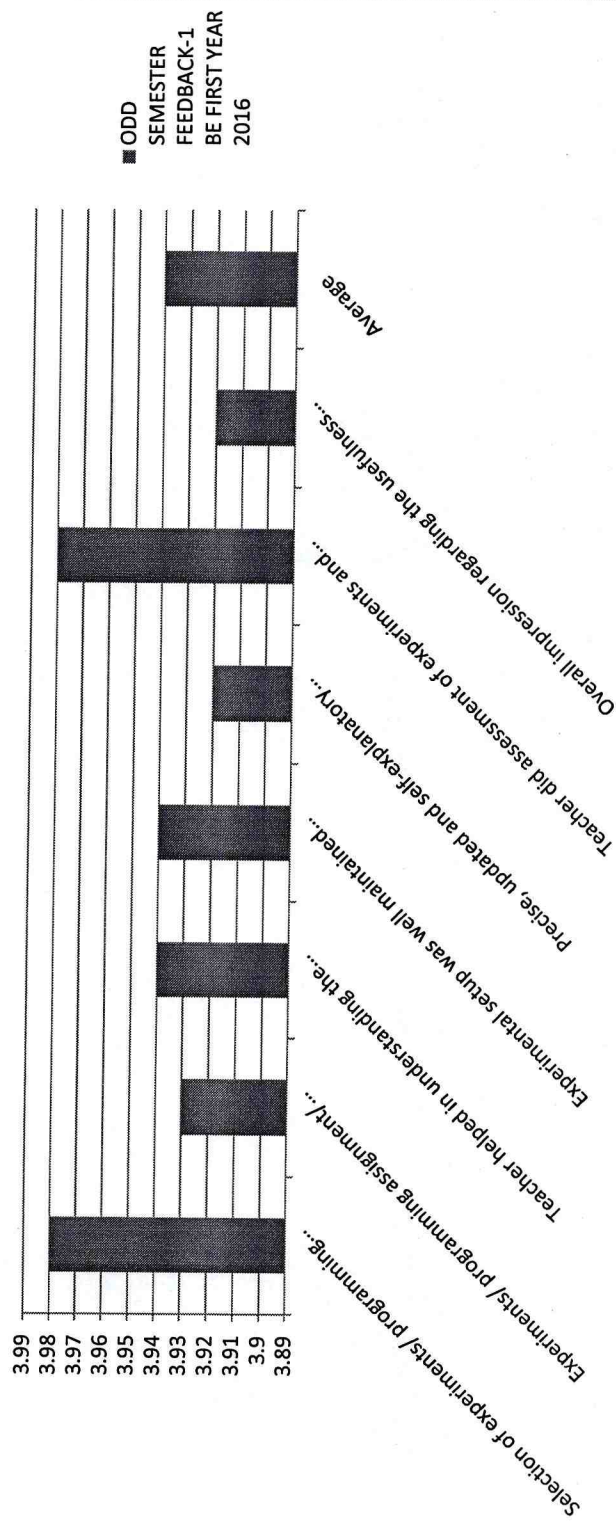 3.99
3.98
3.97
3.96
3.95
3.94
3.93
3.92
3.91
3.9
3.89
Selection of experiments/ programming...
Experiments/ programming assignment/...
Teacher helped in understanding the...
Experimental setup was well maintained...
Precise, updated and self-explanatory...
Teacher did assessment of experiments and...
Overall impression regarding the usefulness...
Average
ODD
SEMESTER
FEEDBACK-1
BE FIRST YEAR
2016